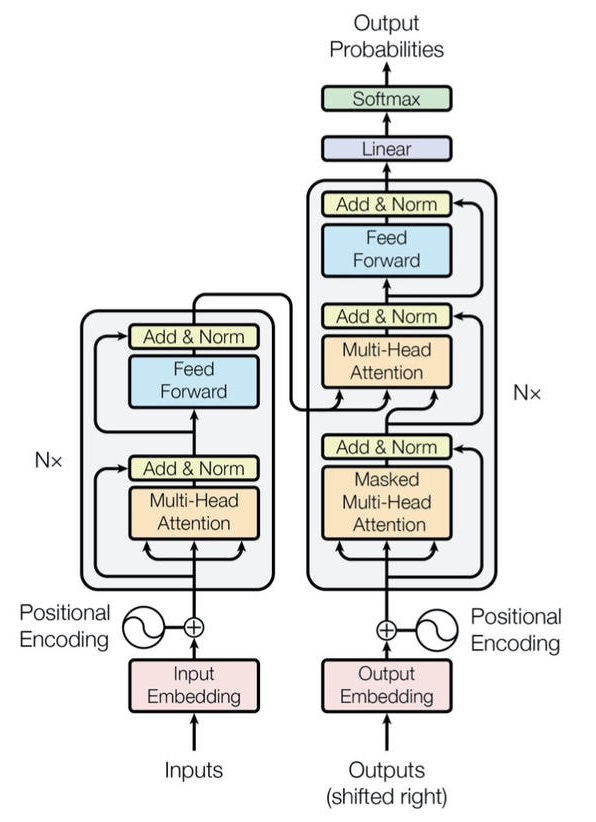 Output
Probabilities
Softmax
Linear
Add & Norm
Feed
Forward
Add & Norm
Multi-Head
Attention
Add & Norm
Masked
Multi-Head
Attention
Nx
Add & Norm
Feed
Forward
Add & Norm
Multi-Head
Attention
Nx
Positional
Encoding
Input
Embedding
Inputs
Positional
Encoding
Output
Embedding
Outputs
(shifted right)